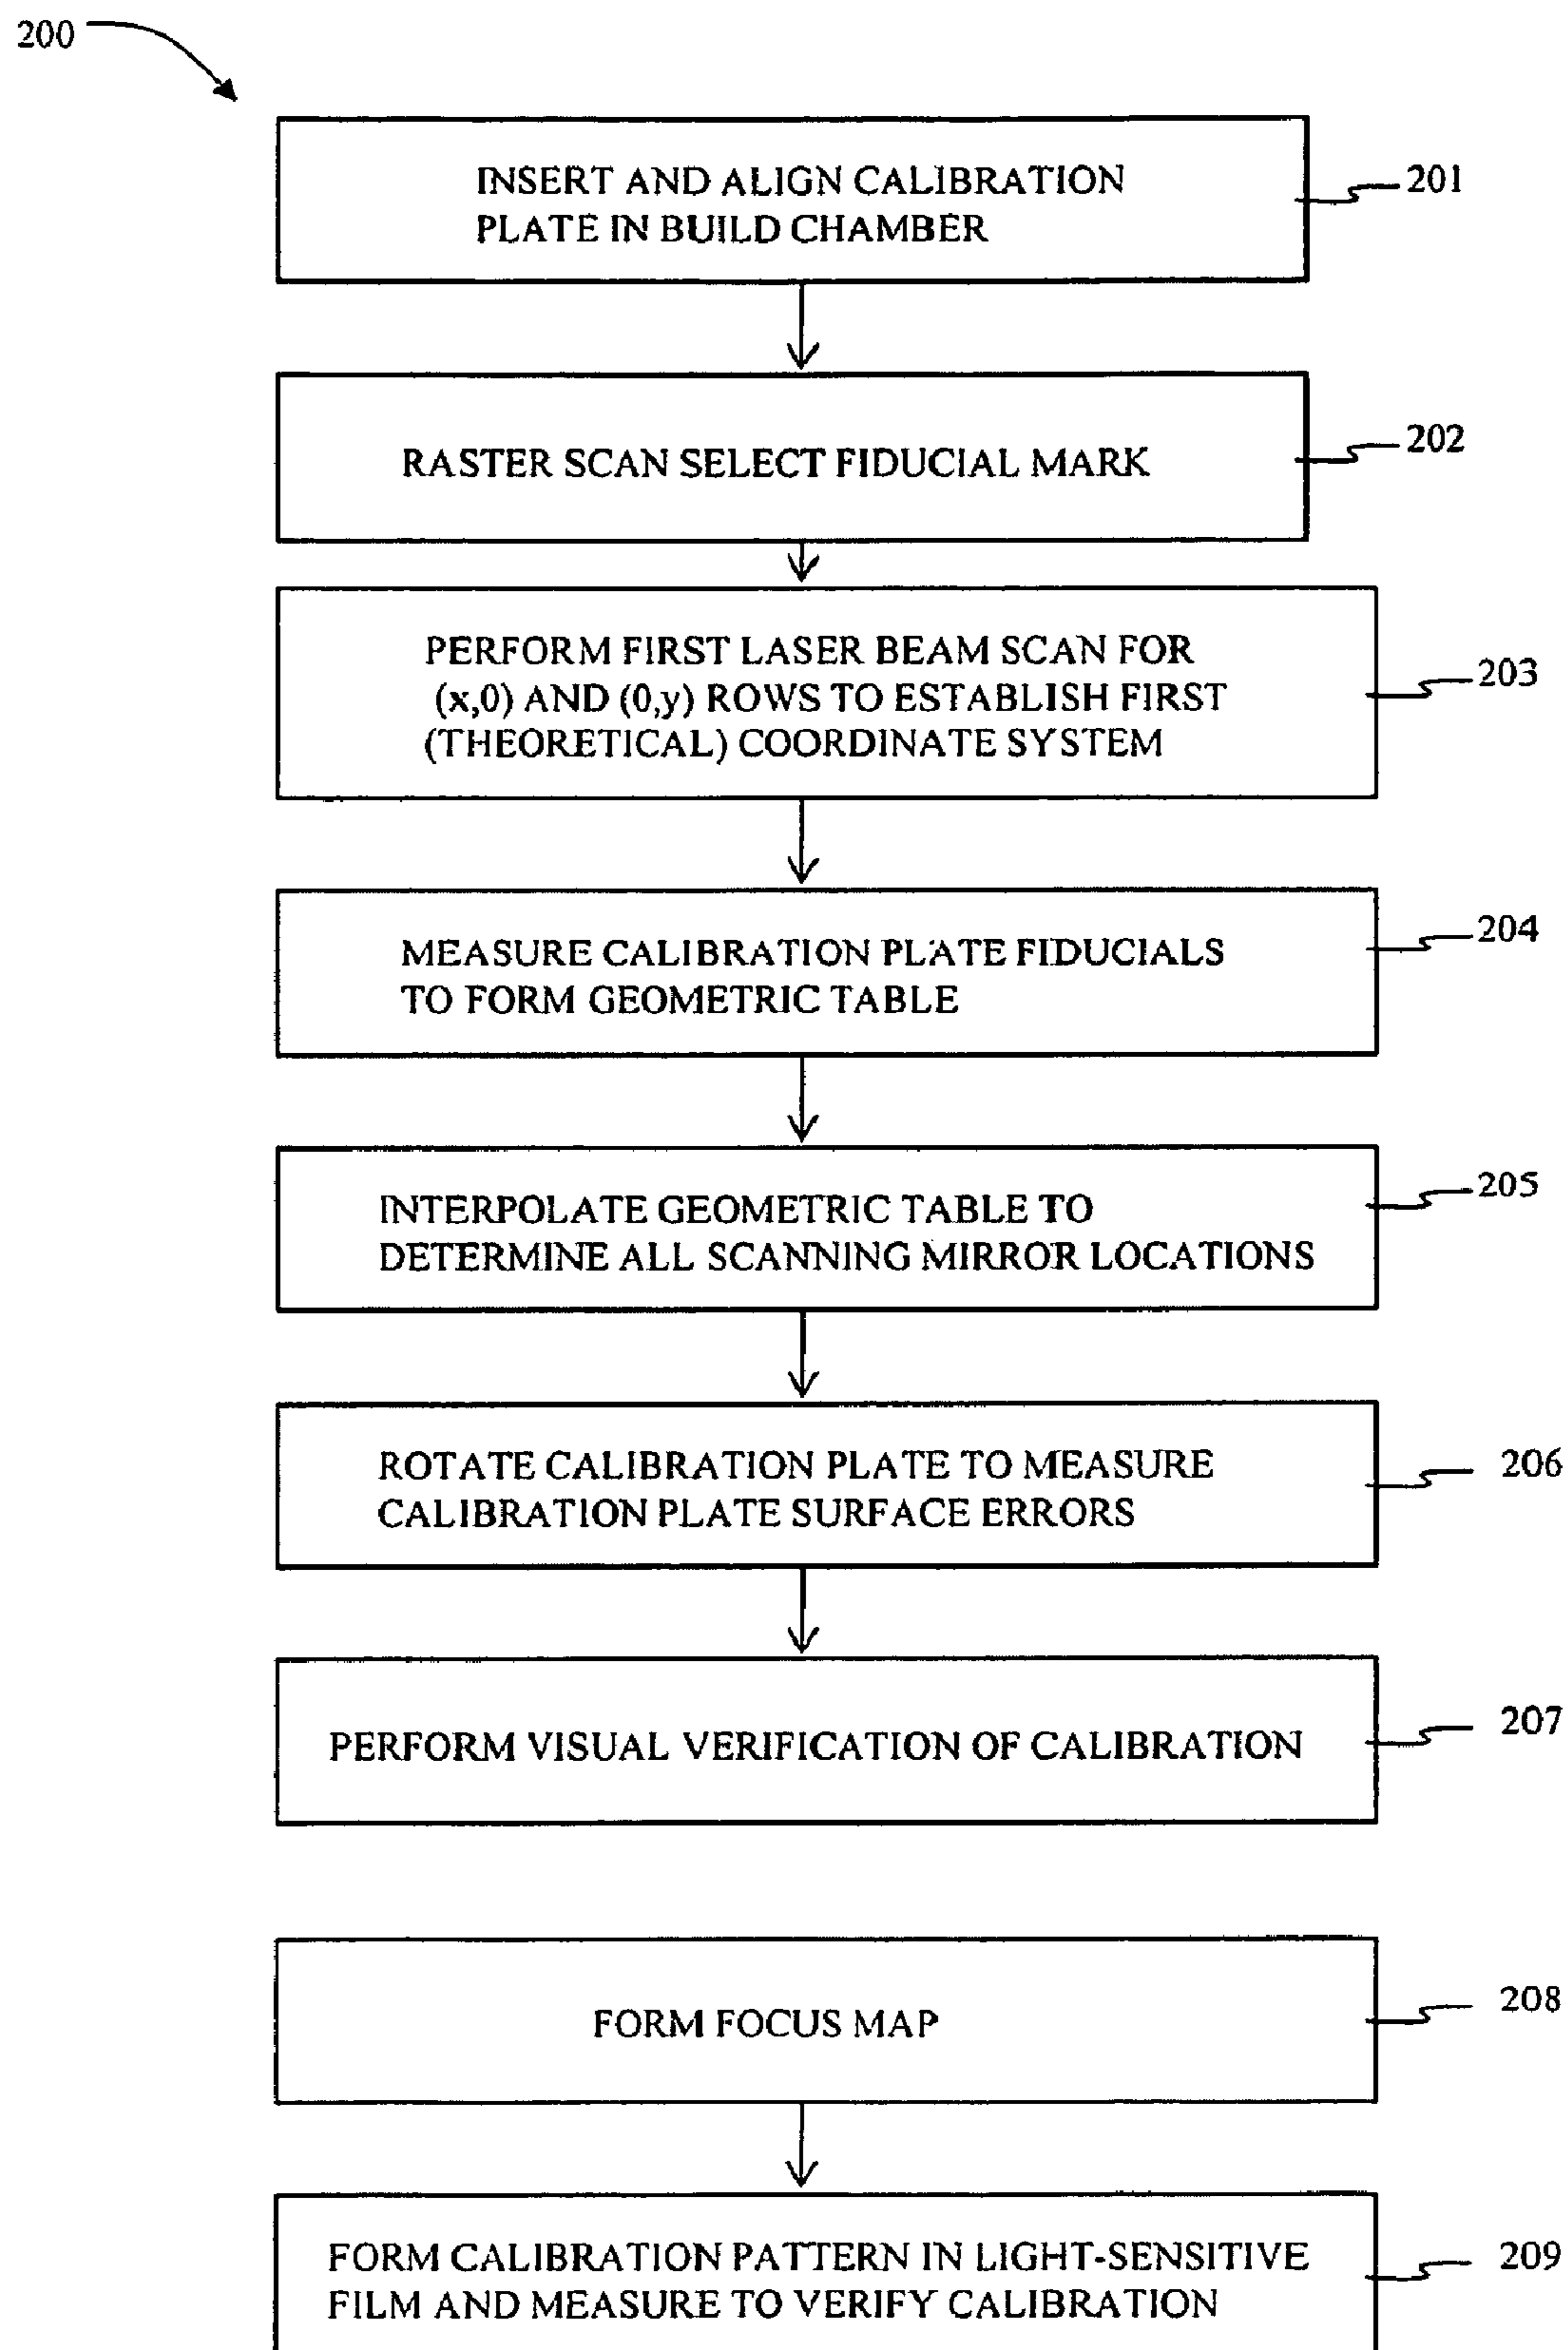 200
INSERT AND ALIGN CALIBRATION
PLATE IN BUILD CHAMBER
201
RASTER SCAN SELECT FIDUCIAL MARK
202
PERFORM FIRST LASER BEAM SCAN FOR
(x,0) AND (0,y) ROWS TO ESTABLISH FIRST
(THEORETICAL) COORDINATE SYSTEM
203
MEASURE CALIBRATION PLATE FIDUCIALS
TO FORM GEOMETRIC TABLE
204
INTERPOLATE GEOMETRIC TABLE TO
DETERMINE ALL SCANNING MIRROR LOCATIONS
205
ROTATE CALIBRATION PLATE TO MEASURE
CALIBRATION PLATE SURFACE ERRORS
206
PERFORM VISUAL VERIFICATION OF CALIBRATION
207
FORM FOCUS MAP
208
FORM CALIBRATION PATTERN IN LIGHT-SENSITIVE
FILM AND MEASURE TO VERIFY CALIBRATION
209